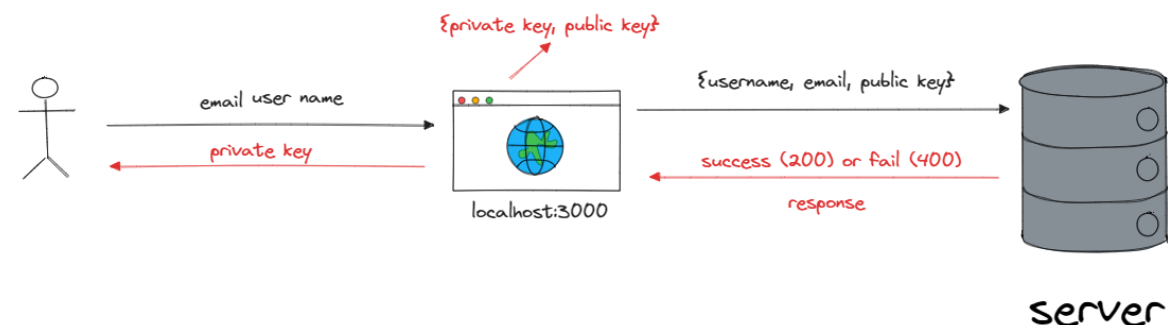 {private key, public key}
email user name
private key
localhost:3000
{username, email, public key}
success (200) or fail (400)
response
server